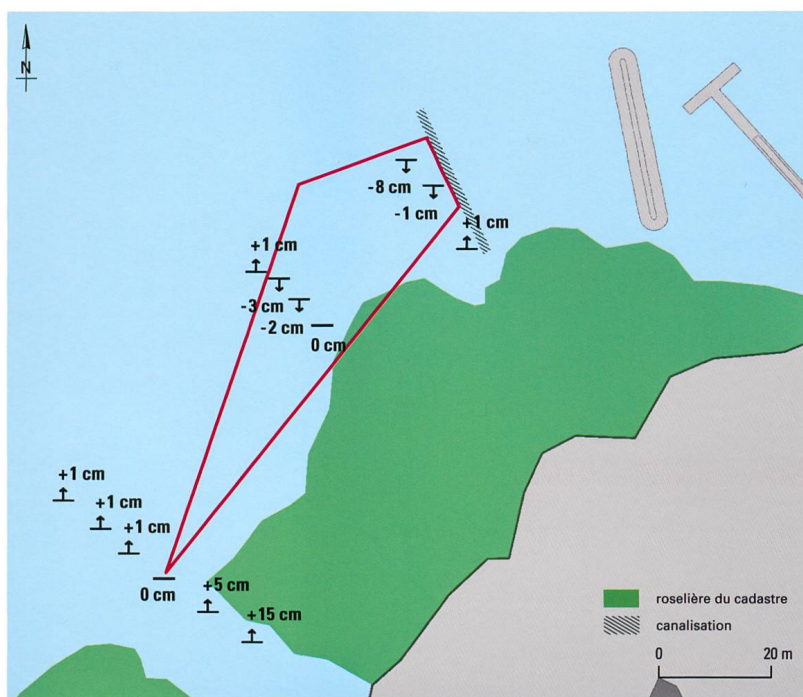 N
-8 cm
-1 cm
+1 cm
+1 cm
-3 cm
-2 cm
0 cm
+1 cm
+1 cm
+1 cm
0 cm
+5 cm
+15 cm
roselière du cadastre
canalisation
0
20 m